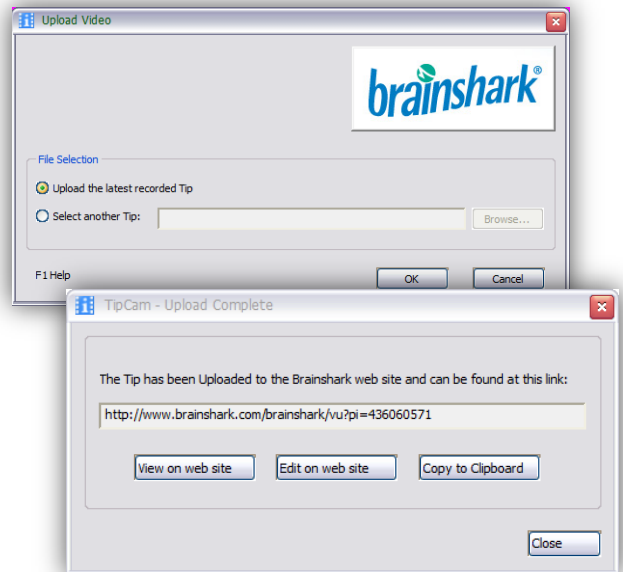 Upload Video
brainshark®
File Selection
Upload the latest recorded Tip
Select another Tip:
Browse...
F1 Help
OK
Cancel
TipCam - Upload Complete
The Tip has been Uploaded to the Brainshark web site and can be found at this link:
http://www.brainshark.com/brainshark/vu?pi=436060571
View on web site
Edit on web site
Copy to Clipboard
Close